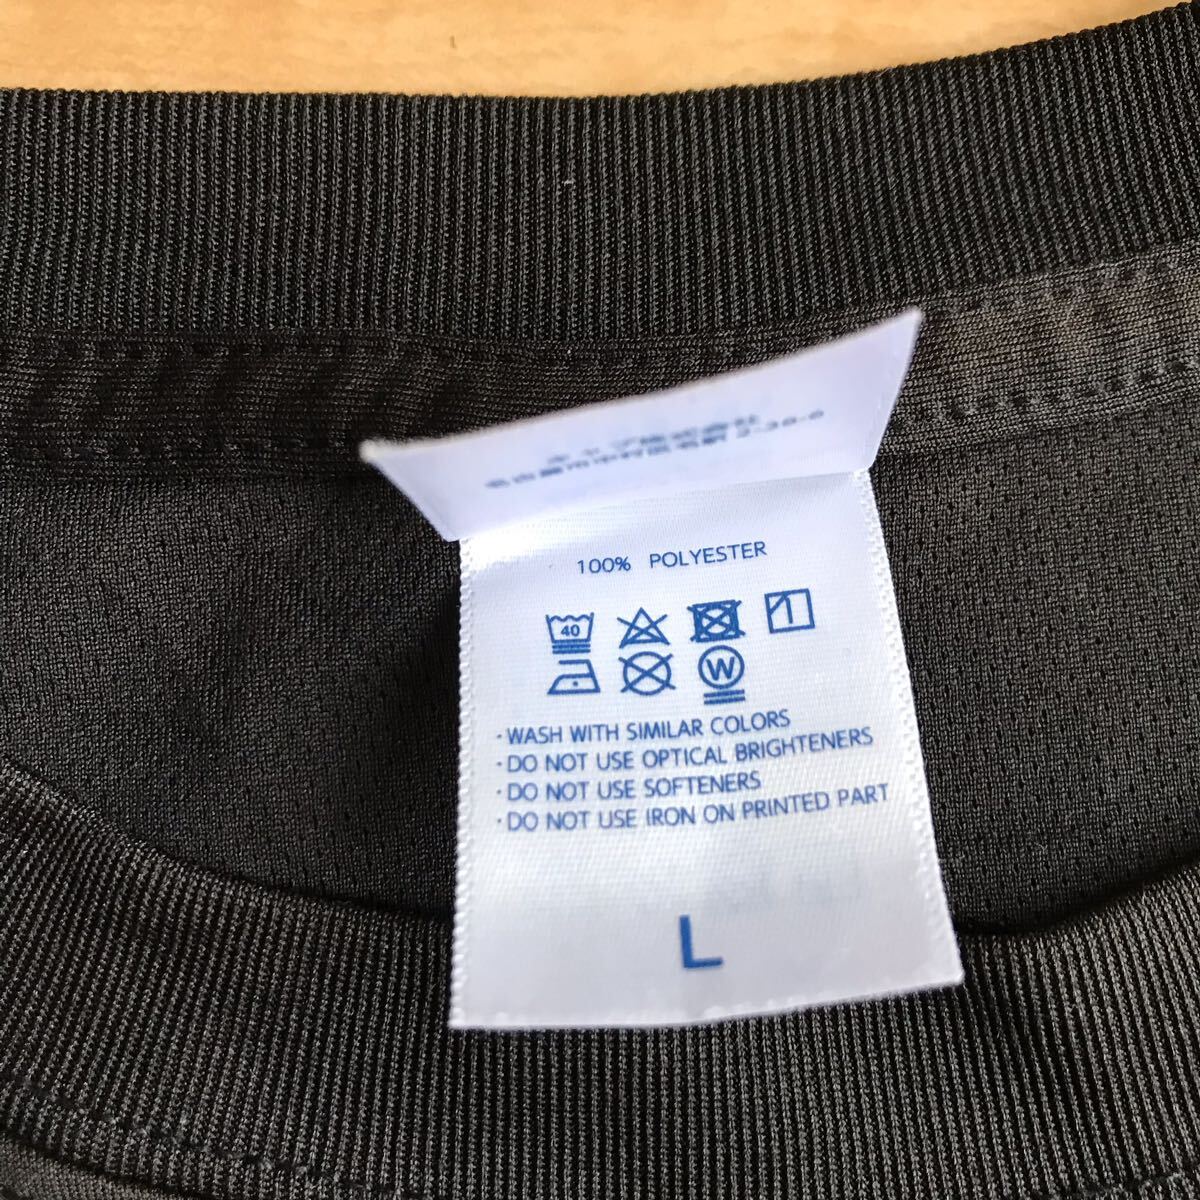 100% POLYESTER
40
W
・WASH WITH SIMILAR COLORS
・DO NOT USE OPTICAL BRIGHTENERS
・DO NOT USE SOFTENERS
・DO NOT USE IRON ON PRINTED PART
L